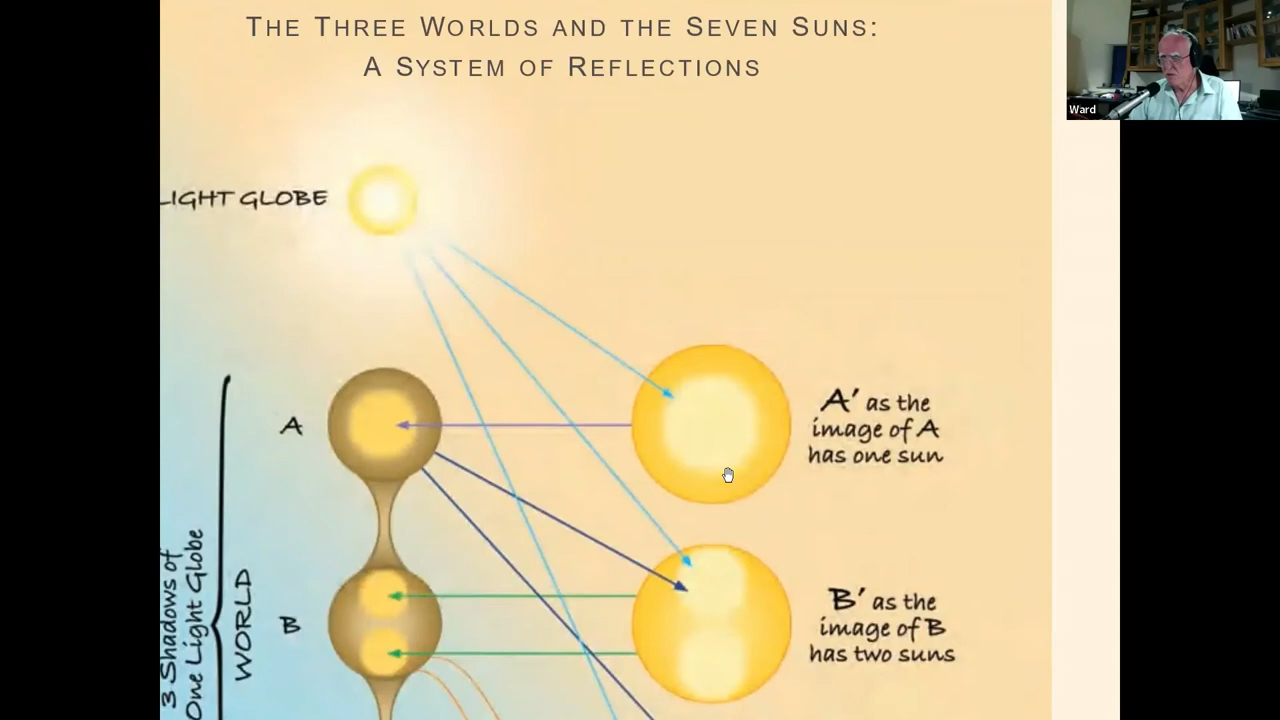 THE THREE WORLDS AND THE SEVEN SUNS:
A SYSTEM OF REFLECTIONS
Ward
LIGHT GLOBE
A
A' as the
image of A
has one sun
B
B' as the
image of B
has two suns
3 Shadows of
One Light Globe
WORLD